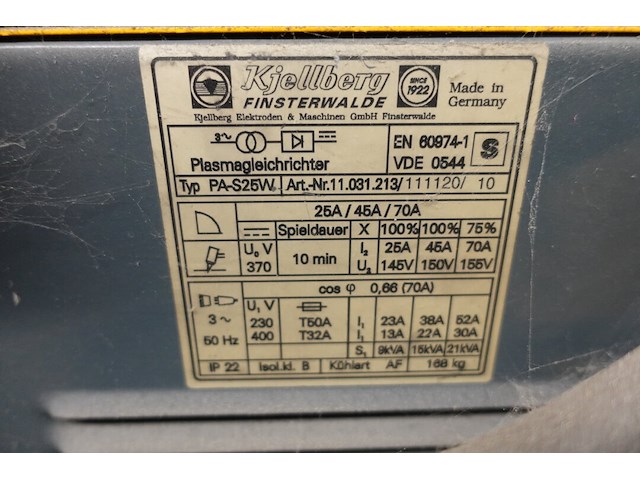 Kjellberg
FINSTERWALDE
SINCE 1922
Made in Germany
Kjellberg Elektroden & Maschinen GmbH Finsterwalde
3~
Plasmagleichrichter
EN 60974-1
VDE 0544
S
Typ PA-S25W Art.-Nr.11.031.213/111120/ 10
25A / 45A / 70A
Spieldauer X 100% 100% 75%
U₀ V 370 10 min I₂ 25A 45A 70A
U₂ 145V 150V 155V
cos φ 0,66 (70A)
3~ 50 Hz
U₁ V
230 T50A I₁ 23A 38A 52A
400 T32A I₁ 13A 22A 30A
S₁ 9kVA 15kVA 21kVA
IP 22 Isol.kl. B Kühlart AF 168 kg